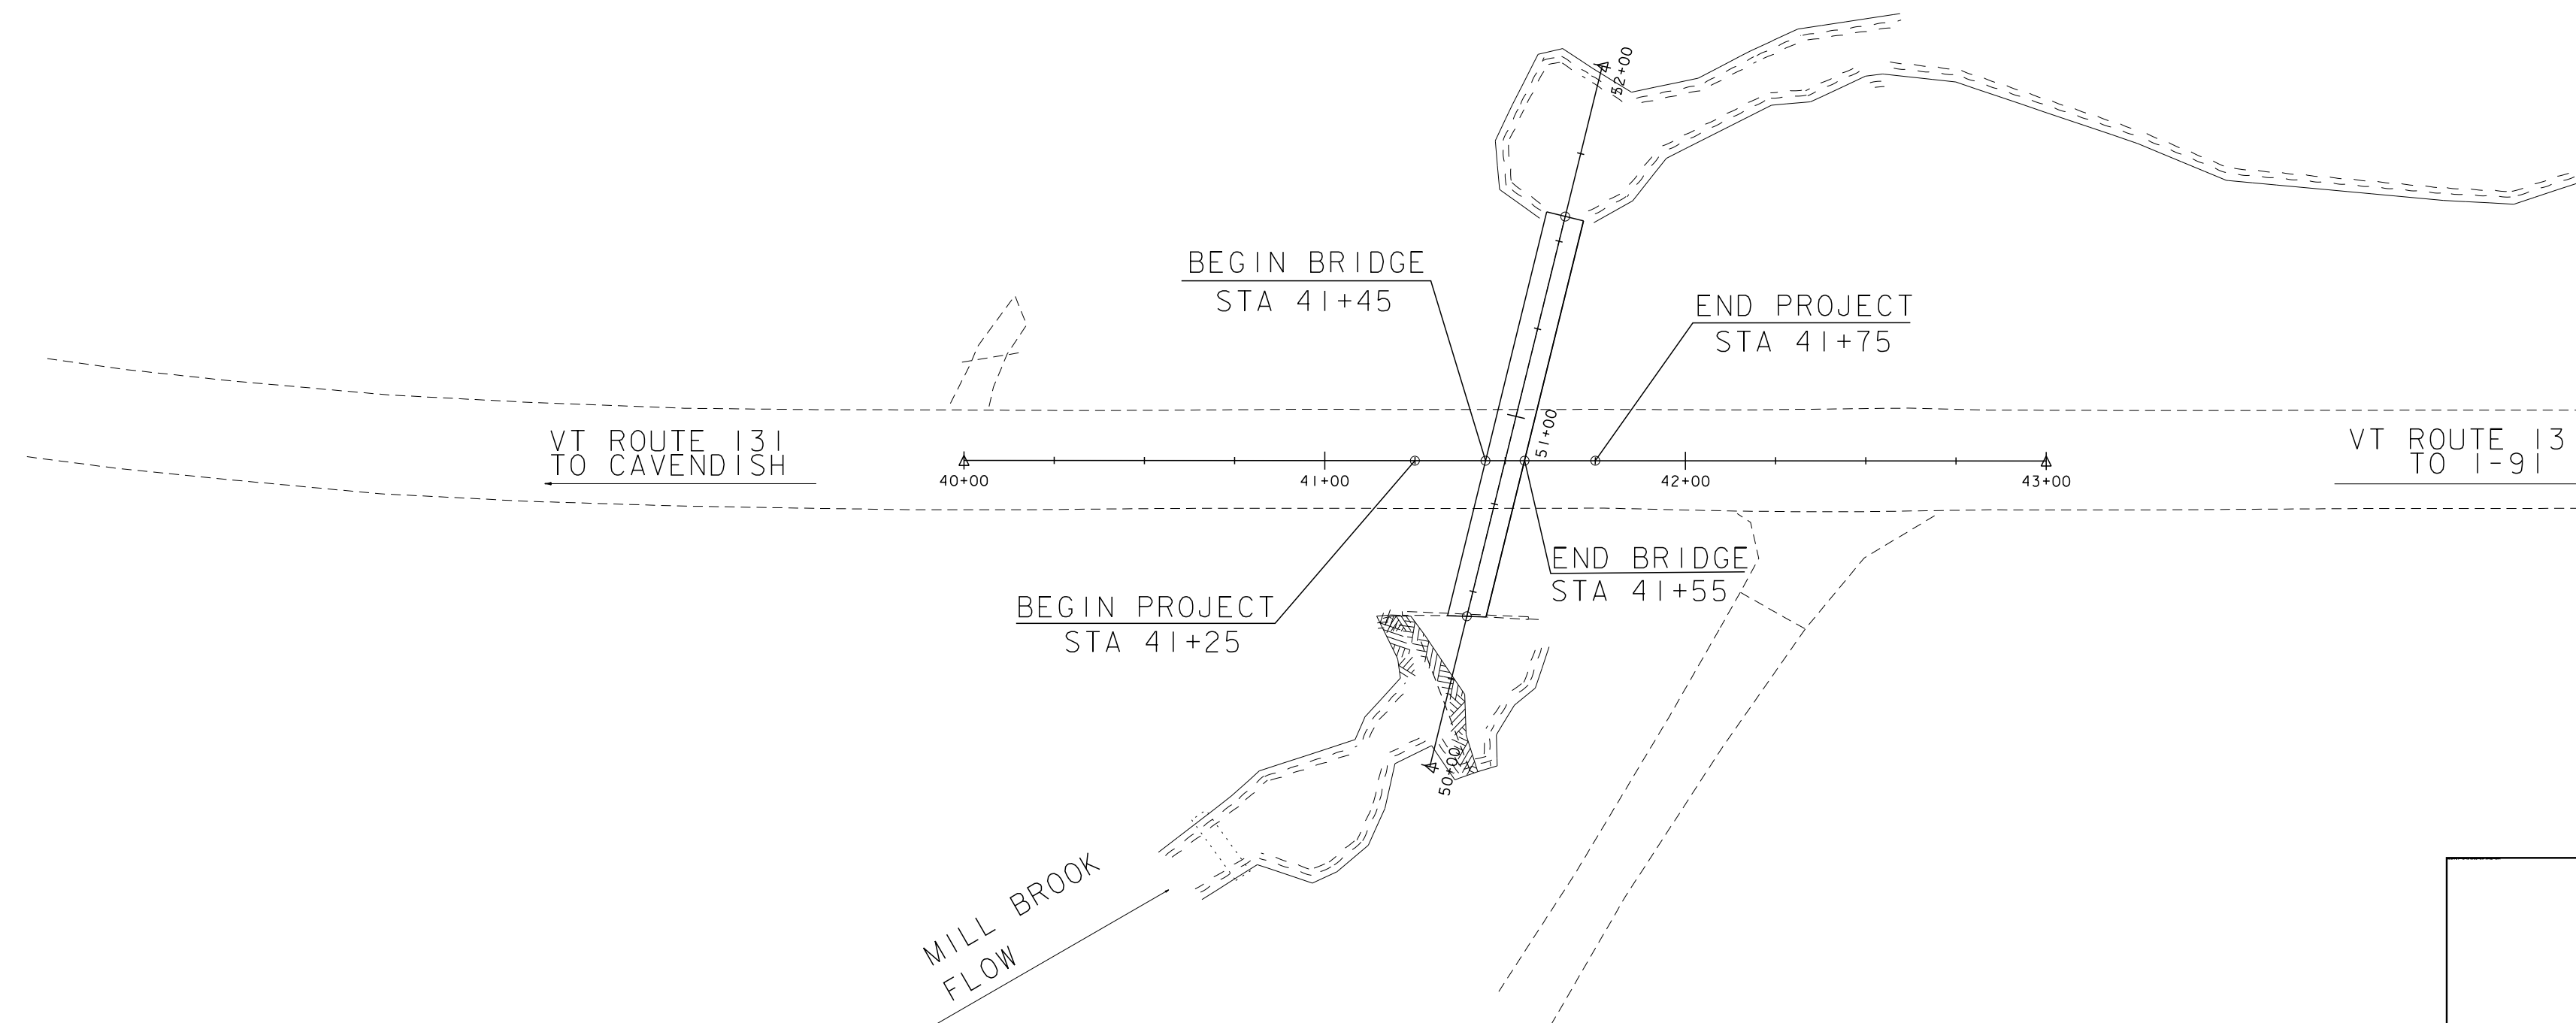 52+00
BEGIN BRIDGE
STA 41+45
END PROJECT
STA 41+75
51+00
VT ROUTE 131
TO CAVENDISH
VT ROUTE 13
TO I-91
40+00
41+00
42+00
43+00
END BRIDGE
STA 41+55
BEGIN PROJECT
STA 41+25
50+00
MILL BROOK
FLOW